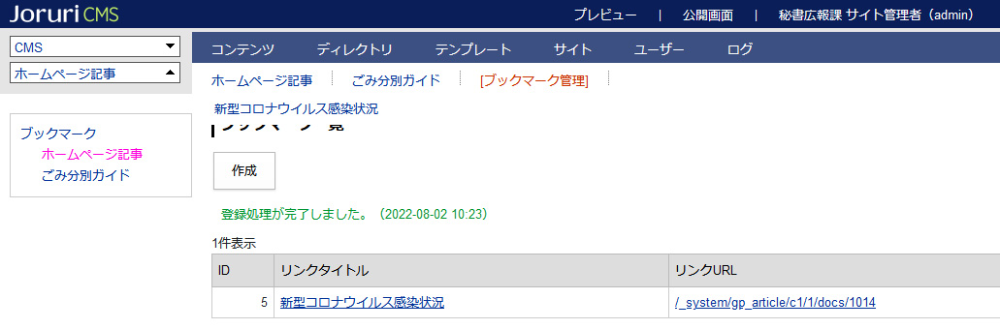 Joruri CMS プレビュー | 公開画面 | 秘書広報課 サイト管理者（admin）
CMS
ホームページ記事
コンテンツ ディレクトリ テンプレート サイト ユーザー ログ
ホームページ記事 ごみ分別ガイド [ブックマーク管理]
新型コロナウイルス感染状況
ブックマーク
ホームページ記事
ごみ分別ガイド
ブックマーク一覧
作成
登録処理が完了しました。（2022-08-02 10:23）
1件表示
ID リンクタイトル リンクURL
5 新型コロナウイルス感染状況 /_system/gp_article/c1/1/docs/1014